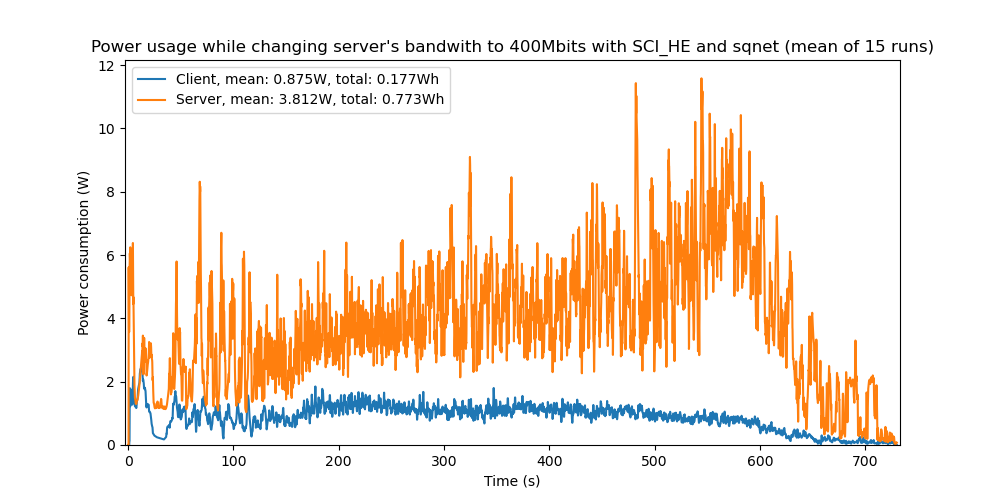 Power usage while changing server's bandwith to 400Mbits with SCI_HE and sqnet (mean of 15 runs)
Client, mean: 0.875W, total: 0.177Wh
Server, mean: 3.812W, total: 0.773Wh
Power consumption (W)
12
10
8
6
4
2
0
0 100 200 300 400 500 600 700
Time (s)